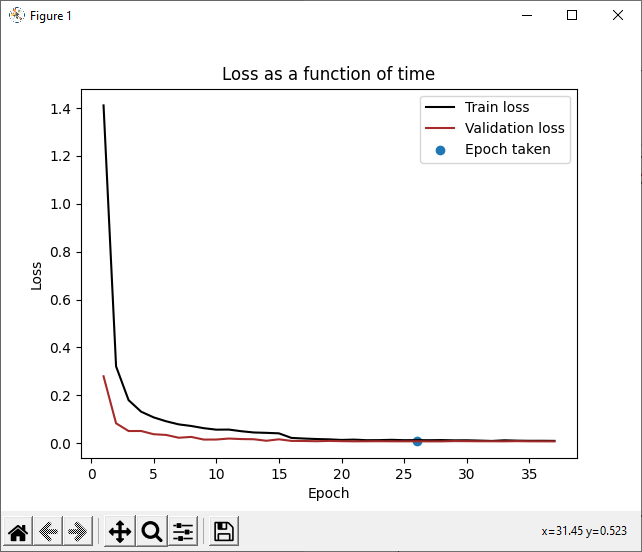 Figure 1
Loss as a function of time
Train loss
Validation loss
Epoch taken
1.4
1.2
1.0
0.8
0.6
0.4
0.2
0.0
Loss
0 5 10 15 20 25 30 35
Epoch
x=31.45 y=0.523